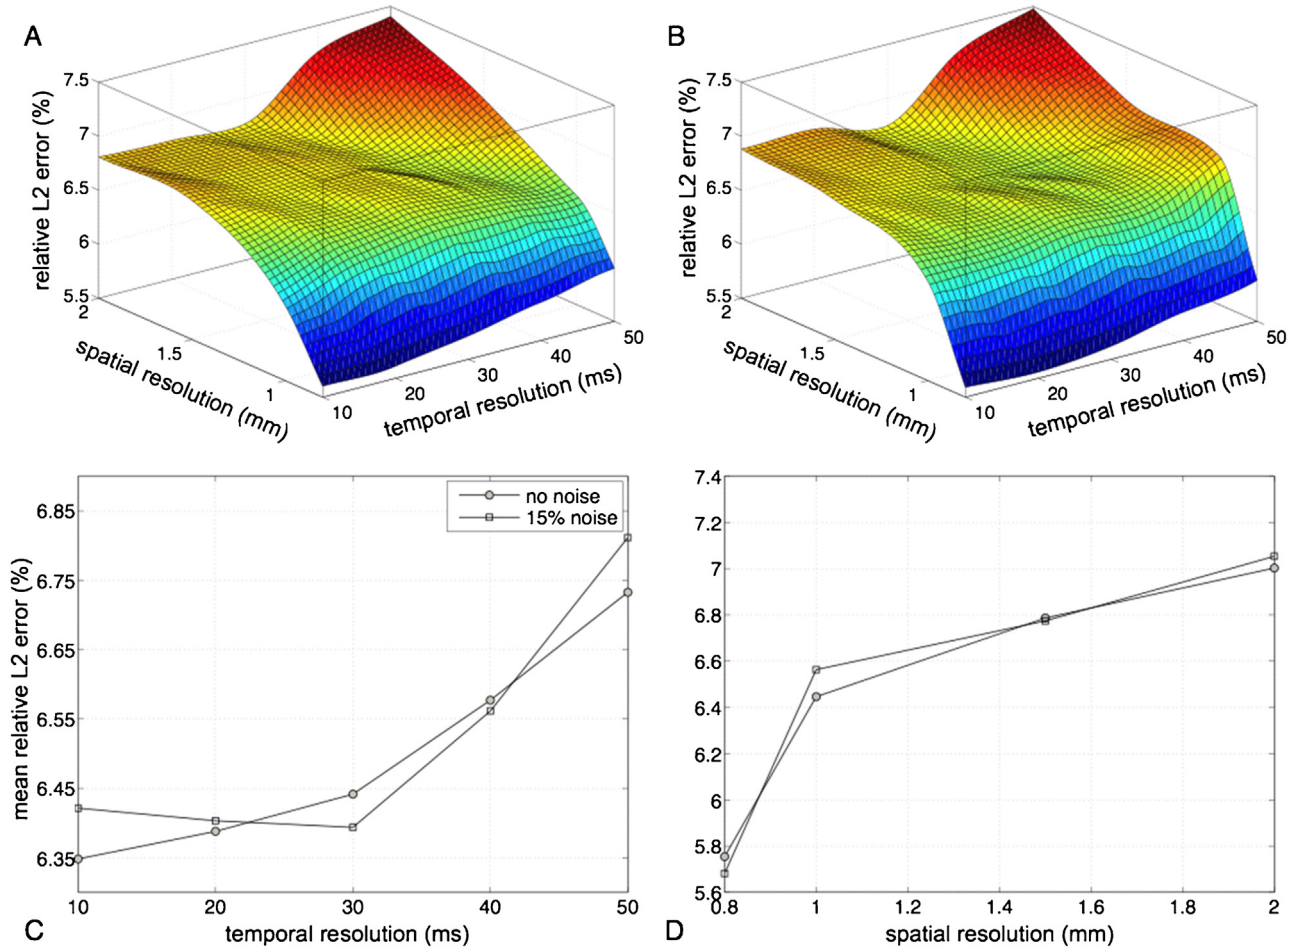 A
7.5
7
6.5
6
5.5
relative L2 error (%)
2
1.5
1
spatial resolution (mm)
10
20
30
40
50
temporal resolution (ms)
B
7.5
7
6.5
6
5.5
relative L2 error (%)
2
1.5
1
spatial resolution (mm)
10
20
30
40
50
temporal resolution (ms)
no noise
15% noise
6.85
6.75
6.65
6.55
6.45
6.35
mean relative L2 error (%)
10 20 30 40 50
C
temporal resolution (ms)
7.4
7.2
7
6.8
6.6
6.4
6.2
6
5.8
5.6
0.8 1 1.2 1.4 1.6 1.8 2
D
spatial resolution (mm)